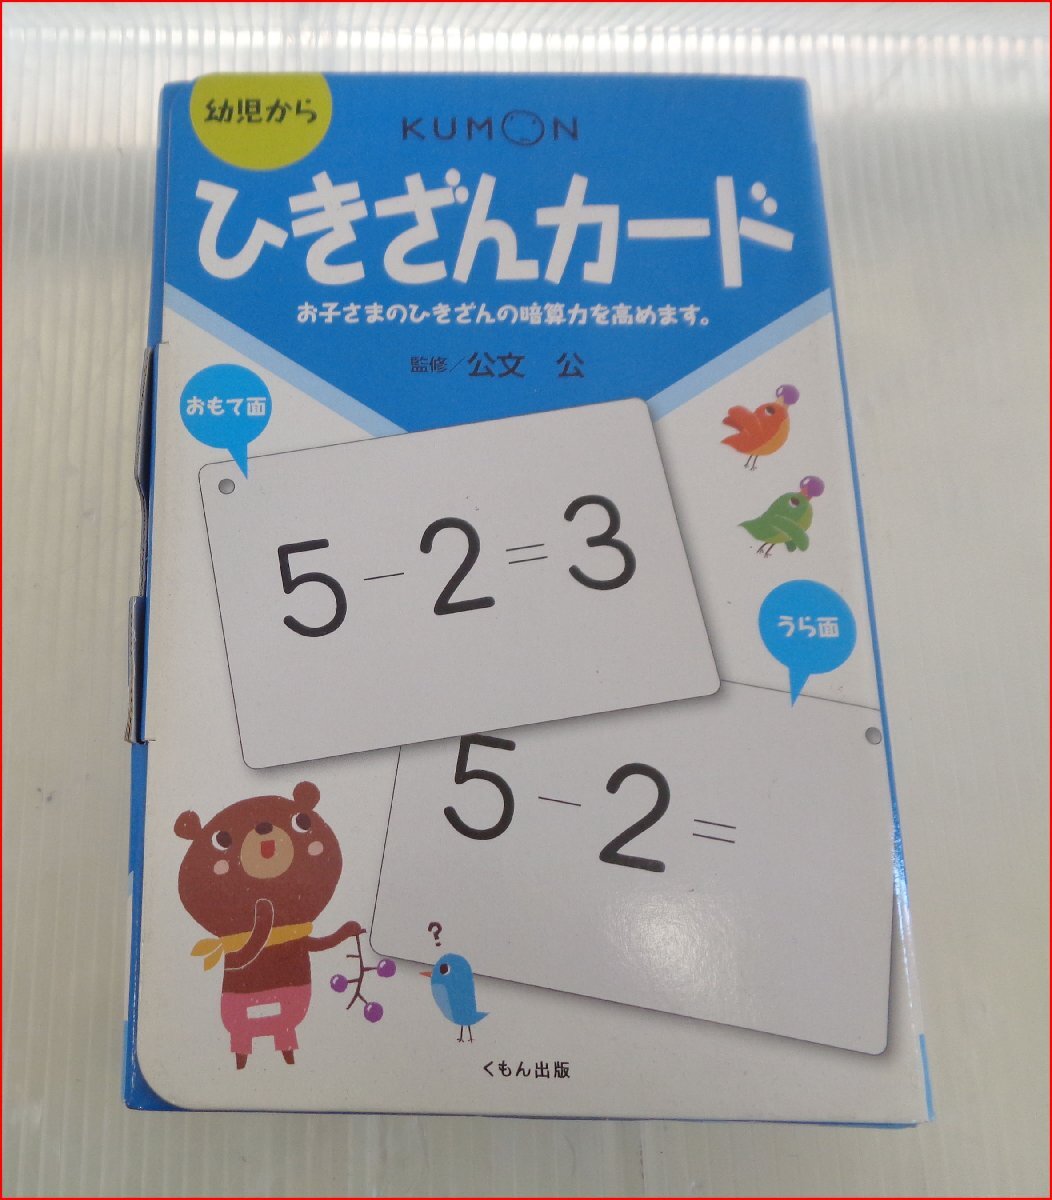 幼児から
KUMON
ひきざんカード
お子さまのひきざんの暗算力を高めます。
監修/公文 公
おもて面
5-2=3
うら面
5-2=
?
くもん出版